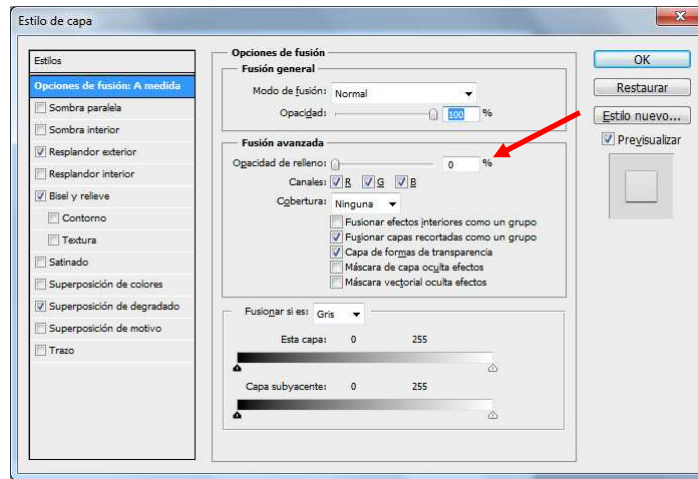 Estilo de capa
Estilos
Opciones de fusión: A medida
Sombra paralela
Sombra interior
Resplandor exterior
Resplandor interior
Bisel y relieve
Contorno
Textura
Satinado
Superposición de colores
Superposición de degradado
Superposición de motivo
Trazo
Opciones de fusión
Fusión general
Modo de fusión: Normal
Opacidad: 100 %
Fusión avanzada
Opacidad de relleno: 0 %
Canales: R G B
Cobertura: Ninguna
Fusionar efectos interiores como un grupo
Fusionar capas recortadas como un grupo
Capa de formas de transparencia
Máscara de capa oculta efectos
Máscara vectorial oculta efectos
Fusionar si es: Gris
Esta capa: 0 255
Capa subyacente: 0 255
OK
Restaurar
Estilo nuevo...
Previsualizar